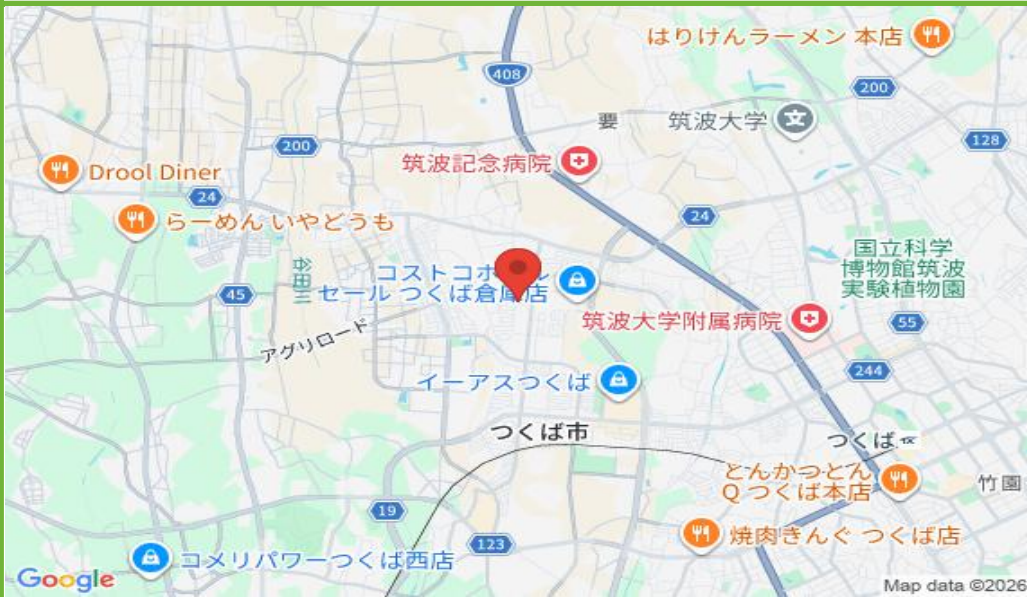 はりけんラーメン 本店
408
200
要
筑波大学
文
128
200
筑波記念病院
Drool Diner
24
24
らーめん いやどうも
谷田川
国立科学
博物館筑波
実験植物園
コストコホール
セール つくば倉庫店
45
筑波大学附属病院
55
アグリロード
244
イーアスつくば
つくば市
つくば
とんかつとん
Q つくば本店
竹園
19
123
焼肉きんぐ つくば店
コメリパワーつくば西店
Google
Map data ©2026